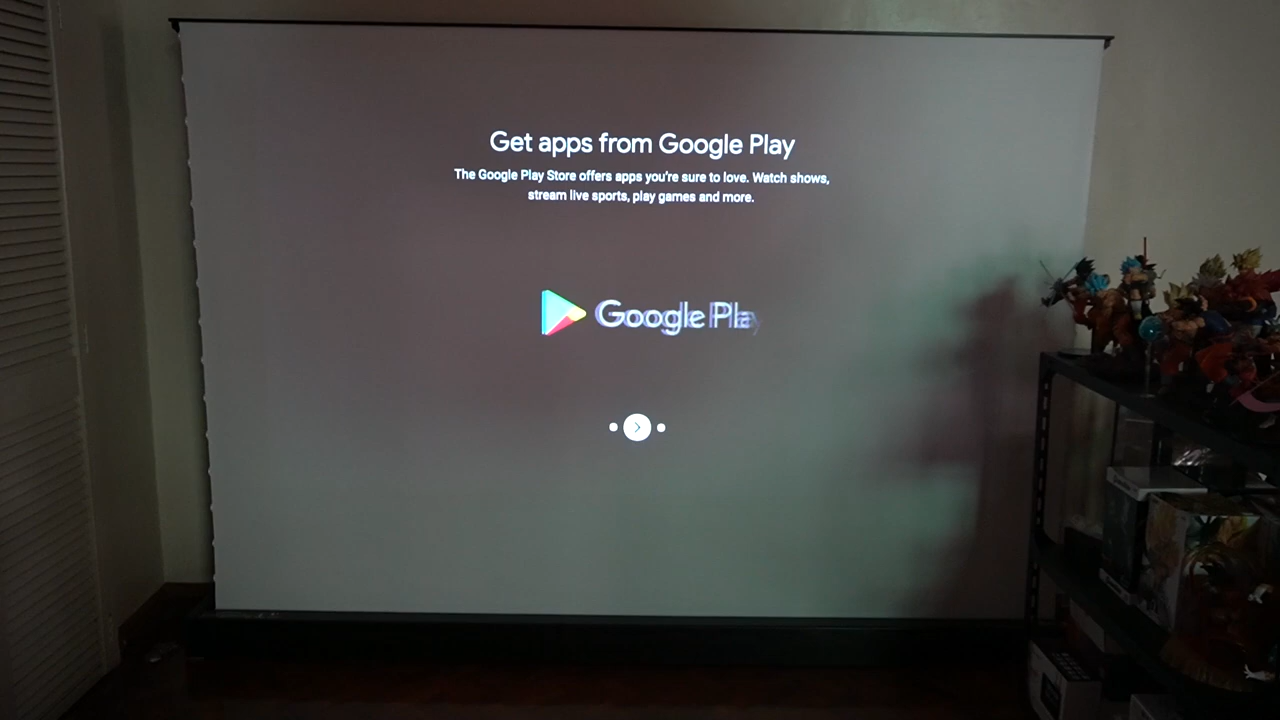 Get apps from Google Play
The Google Play Store offers apps you're sure to love. Watch shows,
stream live sports, play games and more.
Google Play